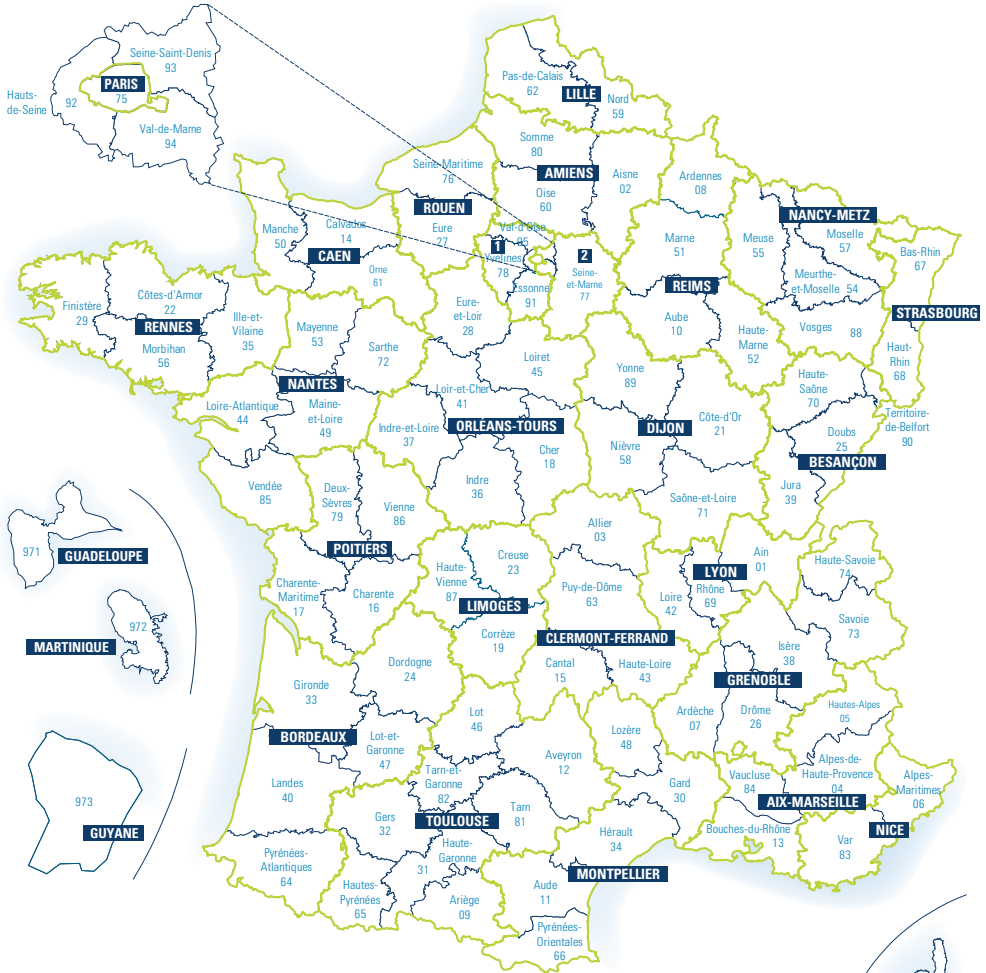 Seine-Saint-Denis
93
PARIS
75
Hauts-
de-Seine
92
Val-de-Marne
94
Pas-de-Calais
62
LILLE
Nord
59
Somme
80
AMIENS
Aisne
02
Oise
60
Ardennes
08
Seine-Maritime
76
ROUEN
Eure
27
Val-d'Oise
95
1
Yvelines
78
Essonne
91
2
Seine-
et-Marne
77
Manche
50
Calvados
14
CAEN
Orne
61
Marne
51
REIMS
Aube
10
Haute-
Marne
52
NANCY-METZ
Meuse
55
Moselle
57
Meurthe-
et-Moselle 54
Vosges 88
Bas-Rhin
67
STRASBOURG
Haut-
Rhin
68
Finistère
29
Côtes-d'Armor
22
RENNES
Morbihan
56
Ille-et-
Vilaine
35
Mayenne
53
Sarthe
72
NANTES
Loire-Atlantique
44
Maine-
et-Loire
49
Vendée
85
Eure-
et-Loir
28
Loiret
45
Loir-et-Cher
41
ORLÉANS-TOURS
Indre-et-Loire
37
Cher
18
Indre
36
Yonne
89
DIJON
Côte-d'Or
21
Nièvre
58
Saône-et-Loire
71
Haute-
Saône
70
Territoire-
de-Belfort
90
Doubs
25
BESANÇON
Jura
39
Deux-
Sèvres
79
Vienne
86
POITIERS
Charente-
Maritime
17
Charente
16
Haute-
Vienne
87
Creuse
23
LIMOGES
Corrèze
19
Allier
03
Puy-de-Dôme
63
CLERMONT-FERRAND
Cantal
15
Haute-Loire
43
Ain
01
LYON
Rhône
69
Loire
42
Haute-Savoie
74
Savoie
73
Isère
38
GRENOBLE
Ardèche
07
Drôme
26
Hautes-Alpes
05
Alpes-de-
Haute-Provence
04
Vaucluse
84
AIX-MARSEILLE
Bouches-du-Rhône
13
Alpes-
Maritimes
06
NICE
Var
83
Dordogne
24
Gironde
33
BORDEAUX
Lot-et-
Garonne
47
Landes
40
Pyrénées-
Atlantiques
64
Lot
46
Aveyron
12
Tarn-et-
Garonne
82
Tarn
81
TOULOUSE
Gers
32
Haute-
Garonne
31
Hautes-
Pyrénées
65
Ariège
09
Lozère
48
Gard
30
Hérault
34
MONTPELLIER
Aude
11
Pyrénées-
Orientales
66
971
GUADELOUPE
972
MARTINIQUE
973
GUYANE